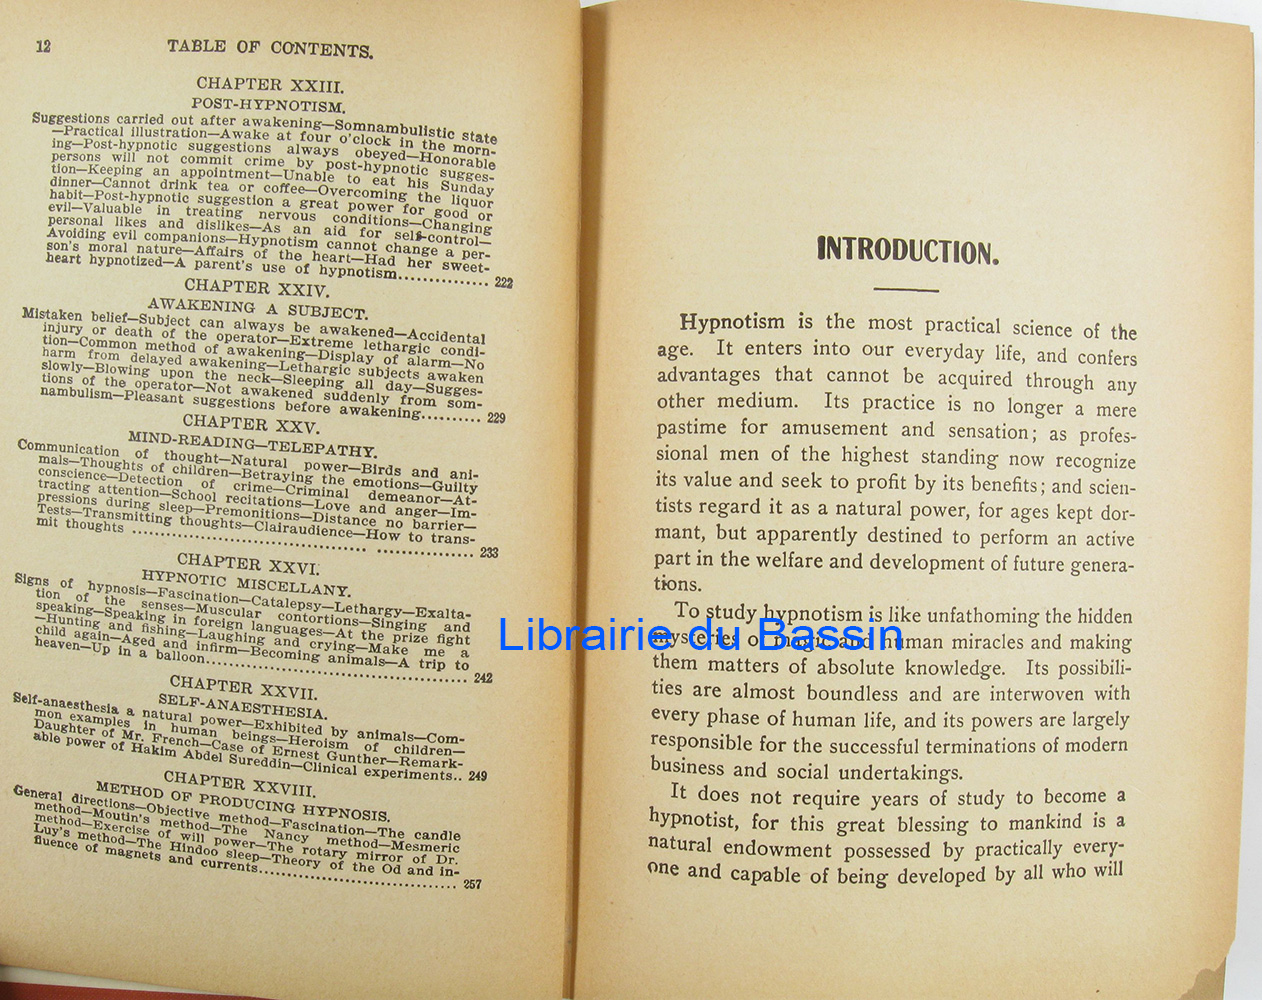 12 TABLE OF CONTENTS.
CHAPTER XXIII.
POST-HYPNOTISM.
Suggestions carried out after awakening—Somnambulistic state
—Practical illustration—Awake at four o'clock in the morn-
ing—Post-hypnotic suggestions always obeyed—Honorable
persons will not commit crime by post-hypnotic sugges-
tion—Keeping an appointment—Unable to eat his Sunday
dinner—Cannot drink tea or coffee—Overcoming the liquor
habit—Post-hypnotic suggestion a great power for good or
evil—Valuable in treating nervous conditions—Changing
personal likes and dislikes—As an aid for self-control—
Avoiding evil companions—Hypnotism cannot change a per-
son's moral nature—Affairs of the heart—Had her sweet-
heart hypnotized—A parent's use of hypnotism.............. 222
CHAPTER XXIV.
AWAKENING A SUBJECT.
Mistaken belief—Subject can always be awakened—Accidental
injury or death of the operator—Extreme lethargic condi-
tion—Common method of awakening—Display of alarm—No
harm from delayed awakening—Lethargic subjects awaken
slowly—Blowing upon the neck—Sleeping all day—Sugges-
tions of the operator—Not awakened suddenly from som-
nambulism—Pleasant suggestions before awakening.......... 229
CHAPTER XXV.
MIND-READING—TELEPATHY.
Communication of thought—Natural power—Birds and ani-
mals—Thoughts of children—Betraying the emotions—Guilty
conscience—Detection of crime—Criminal demeanor—At-
tracting attention—School recitations—Love and anger—Im-
pressions during sleep—Premonitions—Distance no barrier—
Tests—Transmitting thoughts—Clairaudience—How to trans-
mit thoughts .................................... .............. 233
CHAPTER XXVI.
HYPNOTIC MISCELLANY.
Signs of hypnosis—Fascination—Catalepsy—Lethargy—Exalta-
tion of the senses—Muscular contortions—Singing and
speaking—Speaking in foreign languages—At the prize fight
—Hunting and fishing—Laughing and crying—Make me a
child again—Aged and infirm—Becoming animals—A trip to
heaven—Up in a balloon........................................ 242
CHAPTER XXVII.
SELF-ANAESTHESIA.
Self-anaesthesia a natural power—Exhibited by animals—Com-
mon examples in human beings—Heroism of children—
Daughter of Mr. French—Case of Ernest Gunther—Remark-
able power of Hakim Abdel Sureddin—Clinical experiments.. 249
CHAPTER XXVIII.
METHOD OF PRODUCING HYPNOSIS.
General directions—Objective method—Fascination—The candle
method—Moutin's method—The Nancy method—Mesmeric
method—Exercise of will power—The rotary mirror of Dr.
Luy's method—The Hindoo sleep—Theory of the Od and in-
fluence of magnets and currents.............................. 257
INTRODUCTION.
Hypnotism is the most practical science of the
age. It enters into our everyday life, and confers
advantages that cannot be acquired through any
other medium. Its practice is no longer a mere
pastime for amusement and sensation; as profes-
sional men of the highest standing now recognize
its value and seek to profit by its benefits; and scien-
tists regard it as a natural power, for ages kept dor-
mant, but apparently destined to perform an active
part in the welfare and development of future genera-
tions.
To study hypnotism is like unfathoming the hidden
mysteries of magic and human miracles and making
them matters of absolute knowledge. Its possibili-
ties are almost boundless and are interwoven with
every phase of human life, and its powers are largely
responsible for the successful terminations of modern
business and social undertakings.
It does not require years of study to become a
hypnotist, for this great blessing to mankind is a
natural endowment possessed by practically every-
one and capable of being developed by all who will
Librairie du Bassin